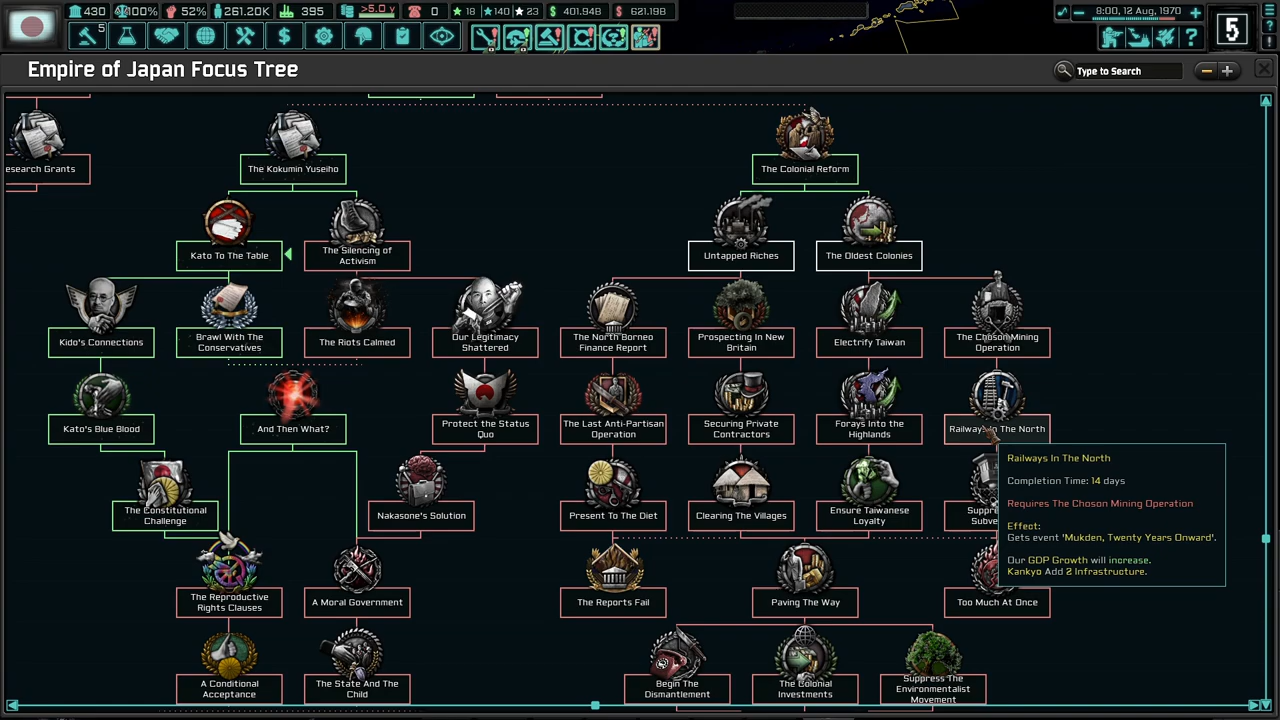 430 100% 52% 261.20K 395 >5.0 y 0 18 140 23 $ 401.94B $ 621.19B
8:00, 12 Aug, 1970
5
5
Empire of Japan Focus Tree
Type to Search
esearch Grants
The Kokumin Yuseiho
The Colonial Reform
Kato To The Table
The Silencing of
Activism
Untapped Riches
The Oldest Colonies
Kido's Connections
Brawl With The
Conservatives
The Riots Calmed
Our Legitimacy
Shattered
The North Borneo
Finance Report
Prospecting In New
Britain
Electrify Taiwan
The Choson Mining
Operation
Kato's Blue Blood
And Then What?
Protect the Status
Quo
The Last Anti-Partisan
Operation
Securing Private
Contractors
Forays Into the
Highlands
Railways In The North
Railways In The North
Completion Time: 14 days
Requires The Choson Mining Operation
Effect:
Gets event 'Mukden, Twenty Years Onward'.
Our GDP Growth will increase.
Kankyo Add 2 Infrastructure.
The Constitutional
Challenge
Nakasone's Solution
Present To The Diet
Clearing The Villages
Ensure Taiwanese
Loyalty
Suppre
Subve
The Reproductive
Rights Clauses
A Moral Government
The Reports Fail
Paving The Way
Too Much At Once
A Conditional
Acceptance
The State And The
Child
Begin The
Dismantlement
The Colonial
Investments
Suppress The
Environmentalist
Movement